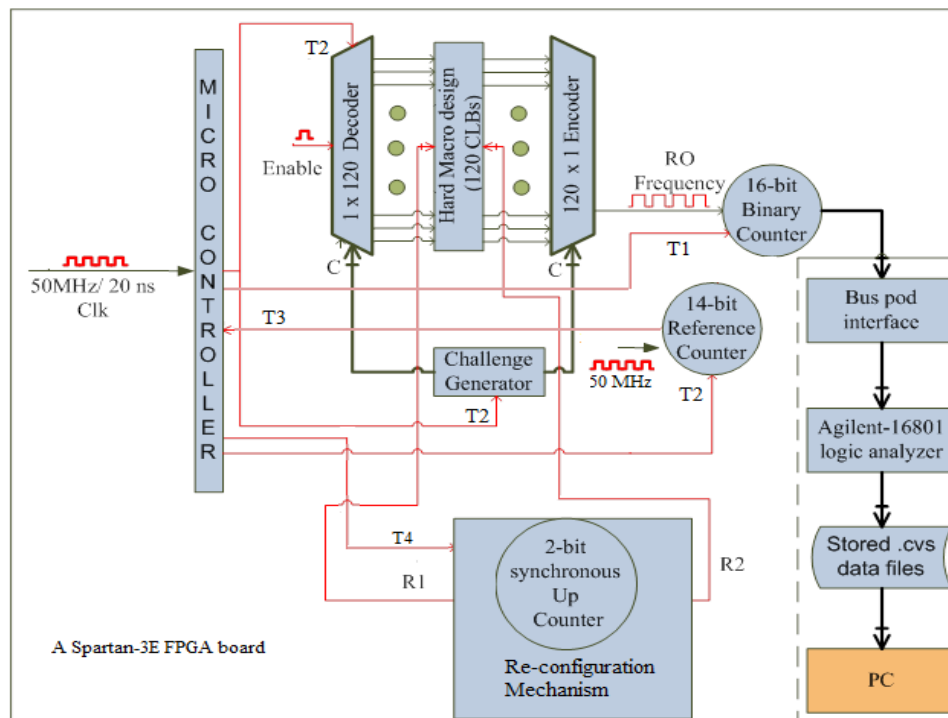 MICRO CONTROLLER
50MHz/ 20 ns
Clk
T2
Enable
1 x 120 Decoder
Hard Macro design
(120 CLBs)
120 x 1 Encoder
C
C
RO
Frequency
16-bit
Binary
Counter
T1
T3
14-bit
Reference
Counter
50 MHz
T2
Challenge
Generator
T2
T4
R1
2-bit
synchronous
Up
Counter
R2
Re-configuration
Mechanism
A Spartan-3E FPGA board
Bus pod
interface
Agilent-16801
logic analyzer
Stored .cvs
data files
PC